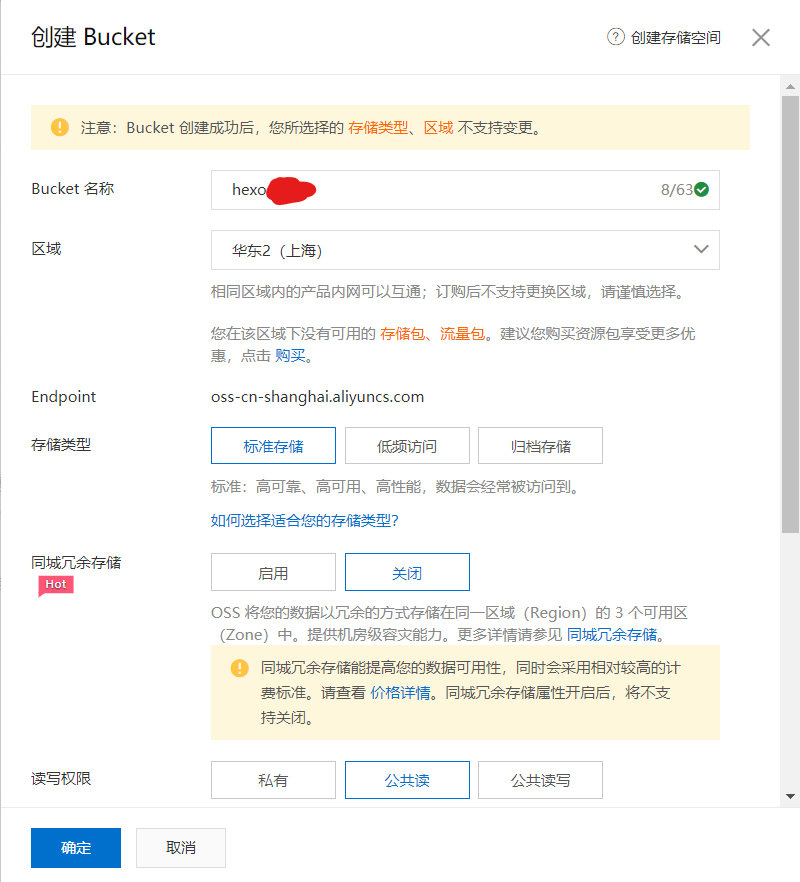 创建 Bucket
? 创建存储空间
注意：Bucket 创建成功后，您所选择的 存储类型、区域 不支持变更。
Bucket 名称
hexo
8/63
区域
华东2（上海）
相同区域内的产品内网可以互通；订购后不支持更换区域，请谨慎选择。
您在该区域下没有可用的 存储包、流量包。建议您购买资源包享受更多优
惠，点击 购买。
Endpoint
oss-cn-shanghai.aliyuncs.com
存储类型
标准存储
低频访问
归档存储
标准：高可靠、高可用、高性能，数据会经常被访问到。
如何选择适合您的存储类型?
同城冗余存储
Hot
启用
关闭
OSS 将您的数据以冗余的方式存储在同一区域（Region）的 3 个可用区
（Zone）中。提供机房级容灾能力。更多详情请参见 同城冗余存储。
同城冗余存储能提高您的数据可用性，同时会采用相对较高的计
费标准。请查看 价格详情。同城冗余存储属性开启后，将不支
持关闭。
读写权限
私有
公共读
公共读写
确定
取消